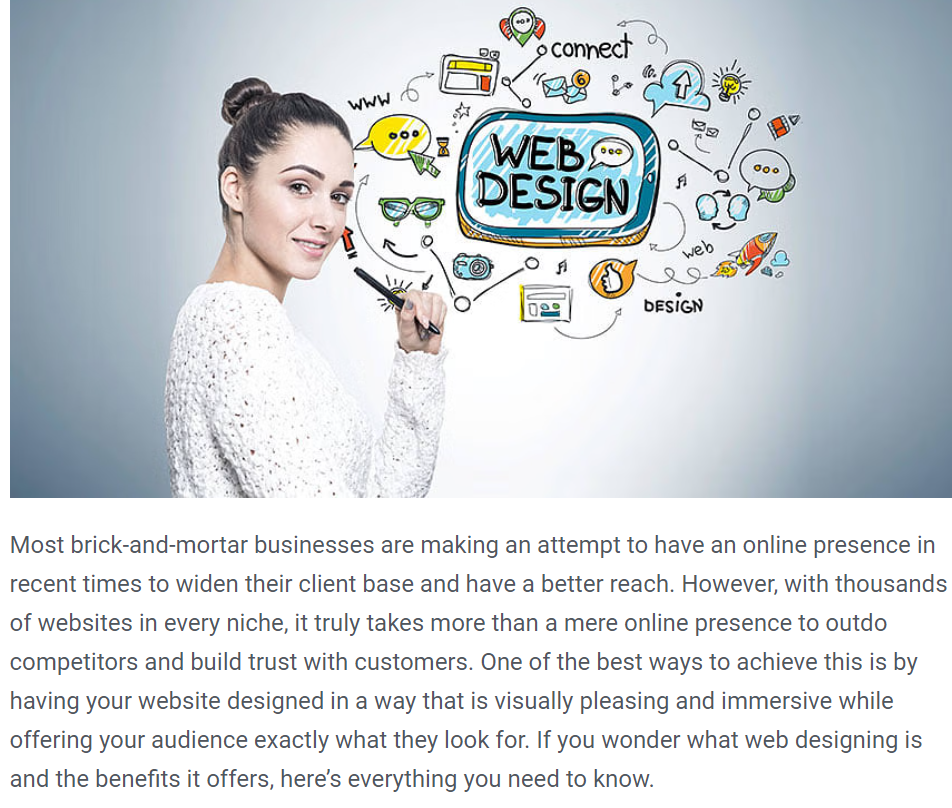 connect
www
6
WEB
DESIGN
web
DESIGN
Most brick-and-mortar businesses are making an attempt to have an online presence in
recent times to widen their client base and have a better reach. However, with thousands
of websites in every niche, it truly takes more than a mere online presence to outdo
competitors and build trust with customers. One of the best ways to achieve this is by
having your website designed in a way that is visually pleasing and immersive while
offering your audience exactly what they look for. If you wonder what web designing is
and the benefits it offers, here’s everything you need to know.